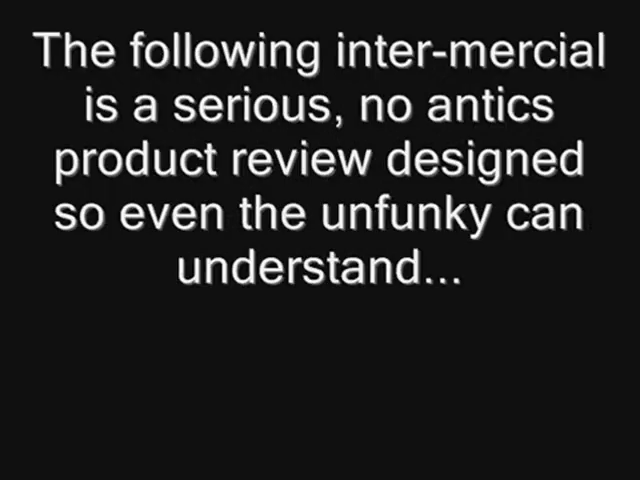 The following inter-mercial
is a serious, no antics
product review designed
so even the unfunky can
understand...